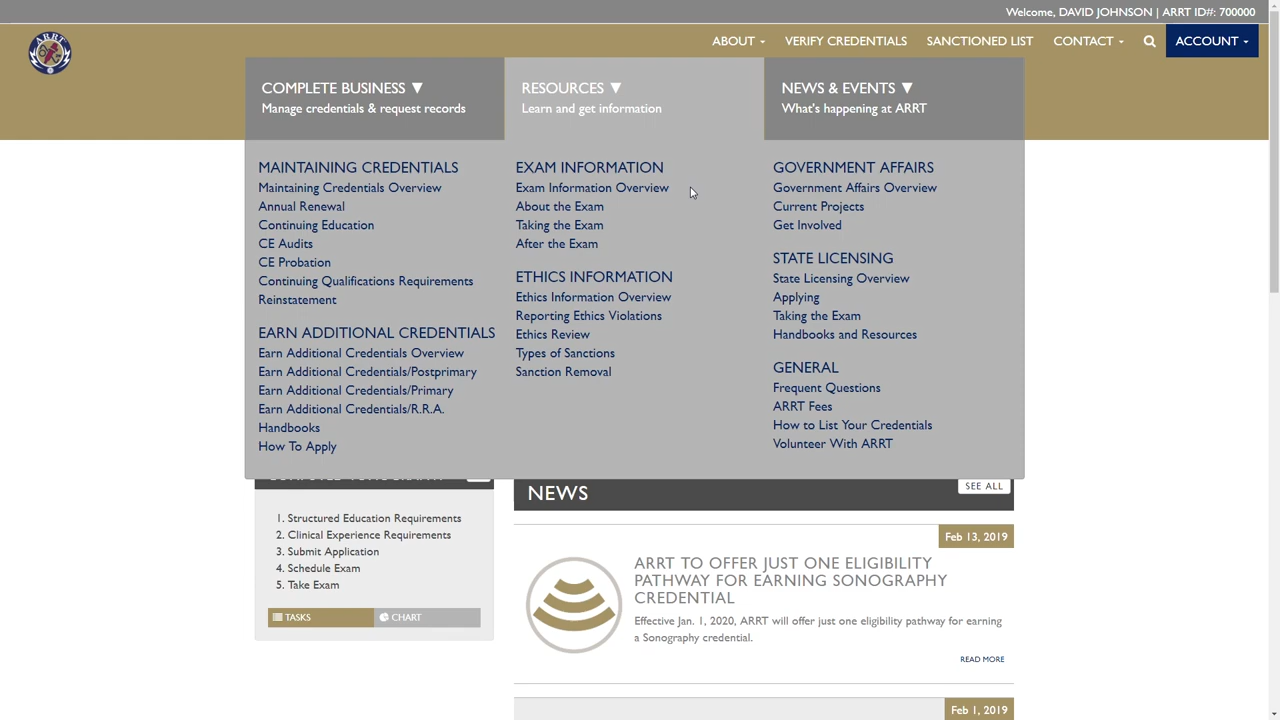 Welcome, DAVID JOHNSON | ARRT ID#: 700000
ARRT
ABOUT
VERIFY CREDENTIALS
SANCTIONED LIST
CONTACT
ACCOUNT
COMPLETE BUSINESS ▼
Manage credentials & request records
RESOURCES ▼
Learn and get information
NEWS & EVENTS ▼
What's happening at ARRT
MAINTAINING CREDENTIALS
Maintaining Credentials Overview
Annual Renewal
Continuing Education
CE Audits
CE Probation
Continuing Qualifications Requirements
Reinstatement
EARN ADDITIONAL CREDENTIALS
Earn Additional Credentials Overview
Earn Additional Credentials/Postprimary
Earn Additional Credentials/Primary
Earn Additional Credentials/R.R.A.
Handbooks
How To Apply
EXAM INFORMATION
Exam Information Overview
About the Exam
Taking the Exam
After the Exam
ETHICS INFORMATION
Ethics Information Overview
Reporting Ethics Violations
Ethics Review
Types of Sanctions
Sanction Removal
GOVERNMENT AFFAIRS
Government Affairs Overview
Current Projects
Get Involved
STATE LICENSING
State Licensing Overview
Applying
Taking the Exam
Handbooks and Resources
GENERAL
Frequent Questions
ARRT Fees
How to List Your Credentials
Volunteer With ARRT
1. Structured Education Requirements
2. Clinical Experience Requirements
3. Submit Application
4. Schedule Exam
5. Take Exam
TASKS
CHART
NEWS
SEE ALL
Feb 13, 2019
ARRT TO OFFER JUST ONE ELIGIBILITY
PATHWAY FOR EARNING SONOGRAPHY
CREDENTIAL
Effective Jan. 1, 2020, ARRT will offer just one eligibility pathway for earning
a Sonography credential.
READ MORE
Feb 1, 2019